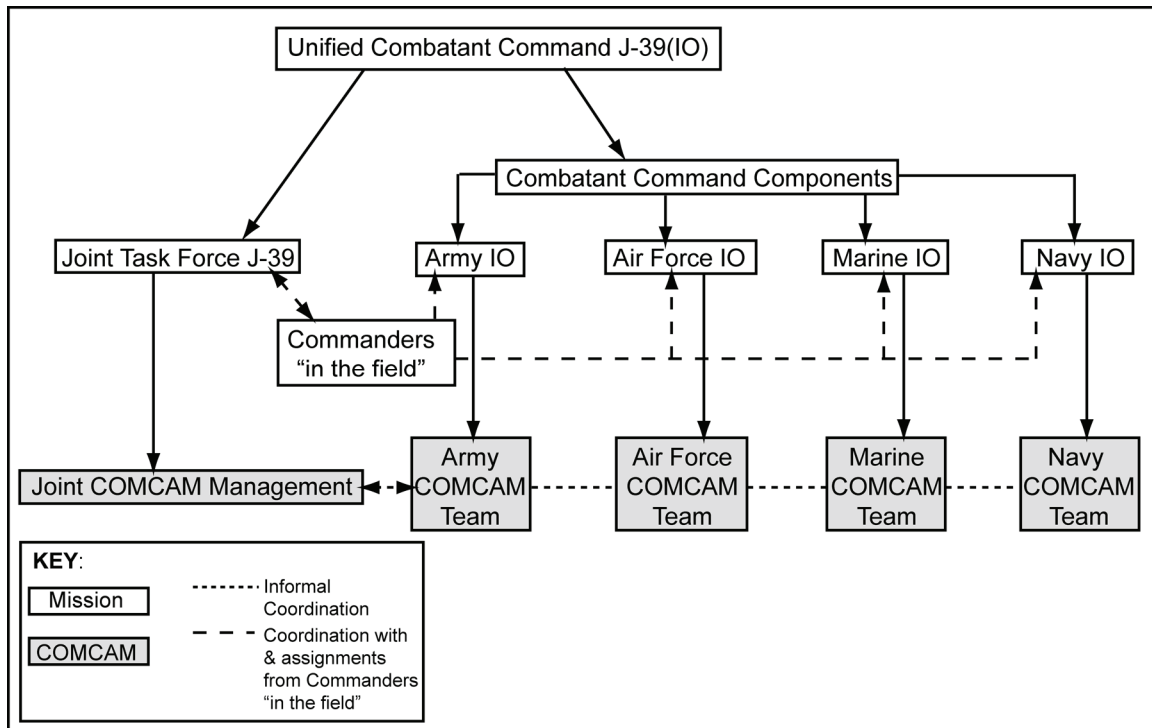 Unified Combatant Command J-39(IO)
Combatant Command Components
Joint Task Force J-39
Army IO
Air Force IO
Marine IO
Navy IO
Commanders
“in the field”
Joint COMCAM Management
Army
COMCAM
Team
Air Force
COMCAM
Team
Marine
COMCAM
Team
Navy
COMCAM
Team
KEY:
Mission
COMCAM
Informal
Coordination
Coordination with
& assignments
from Commanders
“in the field”